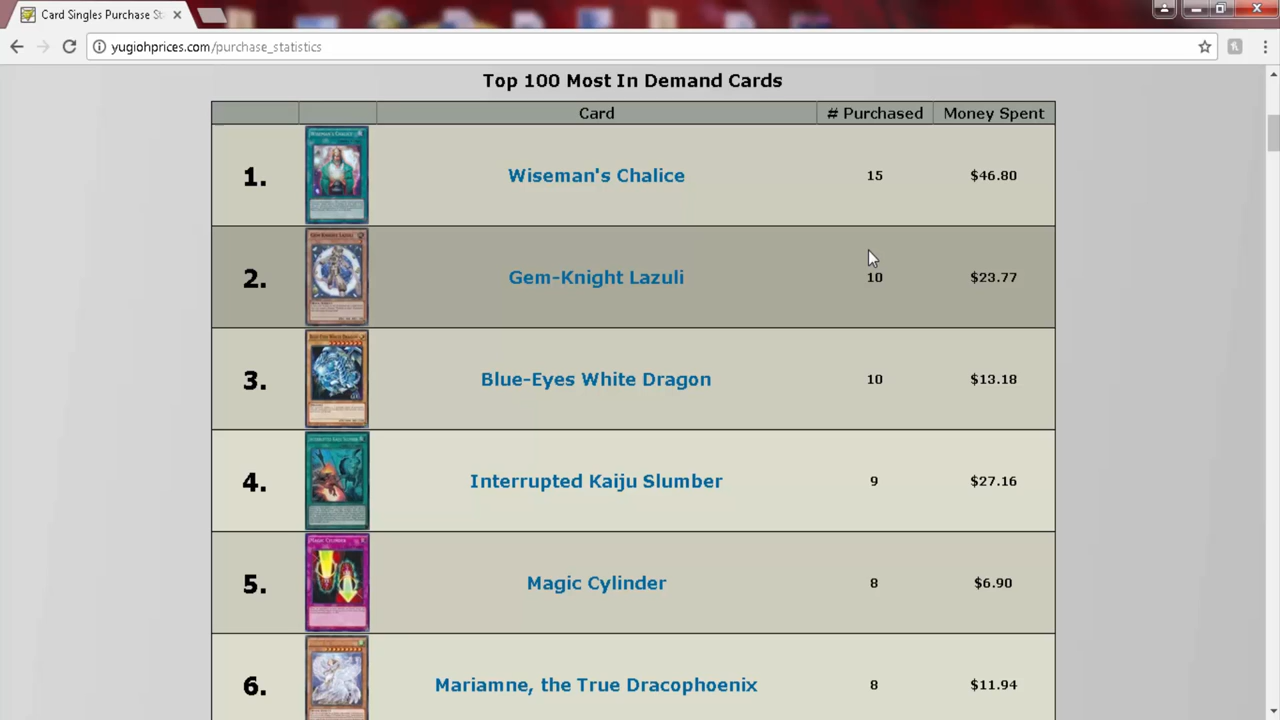 Card Singles Purchase St
yugiohprices.com/purchase_statistics
Top 100 Most In Demand Cards
Card # Purchased Money Spent
1. Wiseman's Chalice 15 $46.80
2. Gem-Knight Lazuli 10 $23.77
3. Blue-Eyes White Dragon 10 $13.18
4. Interrupted Kaiju Slumber 9 $27.16
5. Magic Cylinder 8 $6.90
6. Mariamne, the True Dracophoenix 8 $11.94